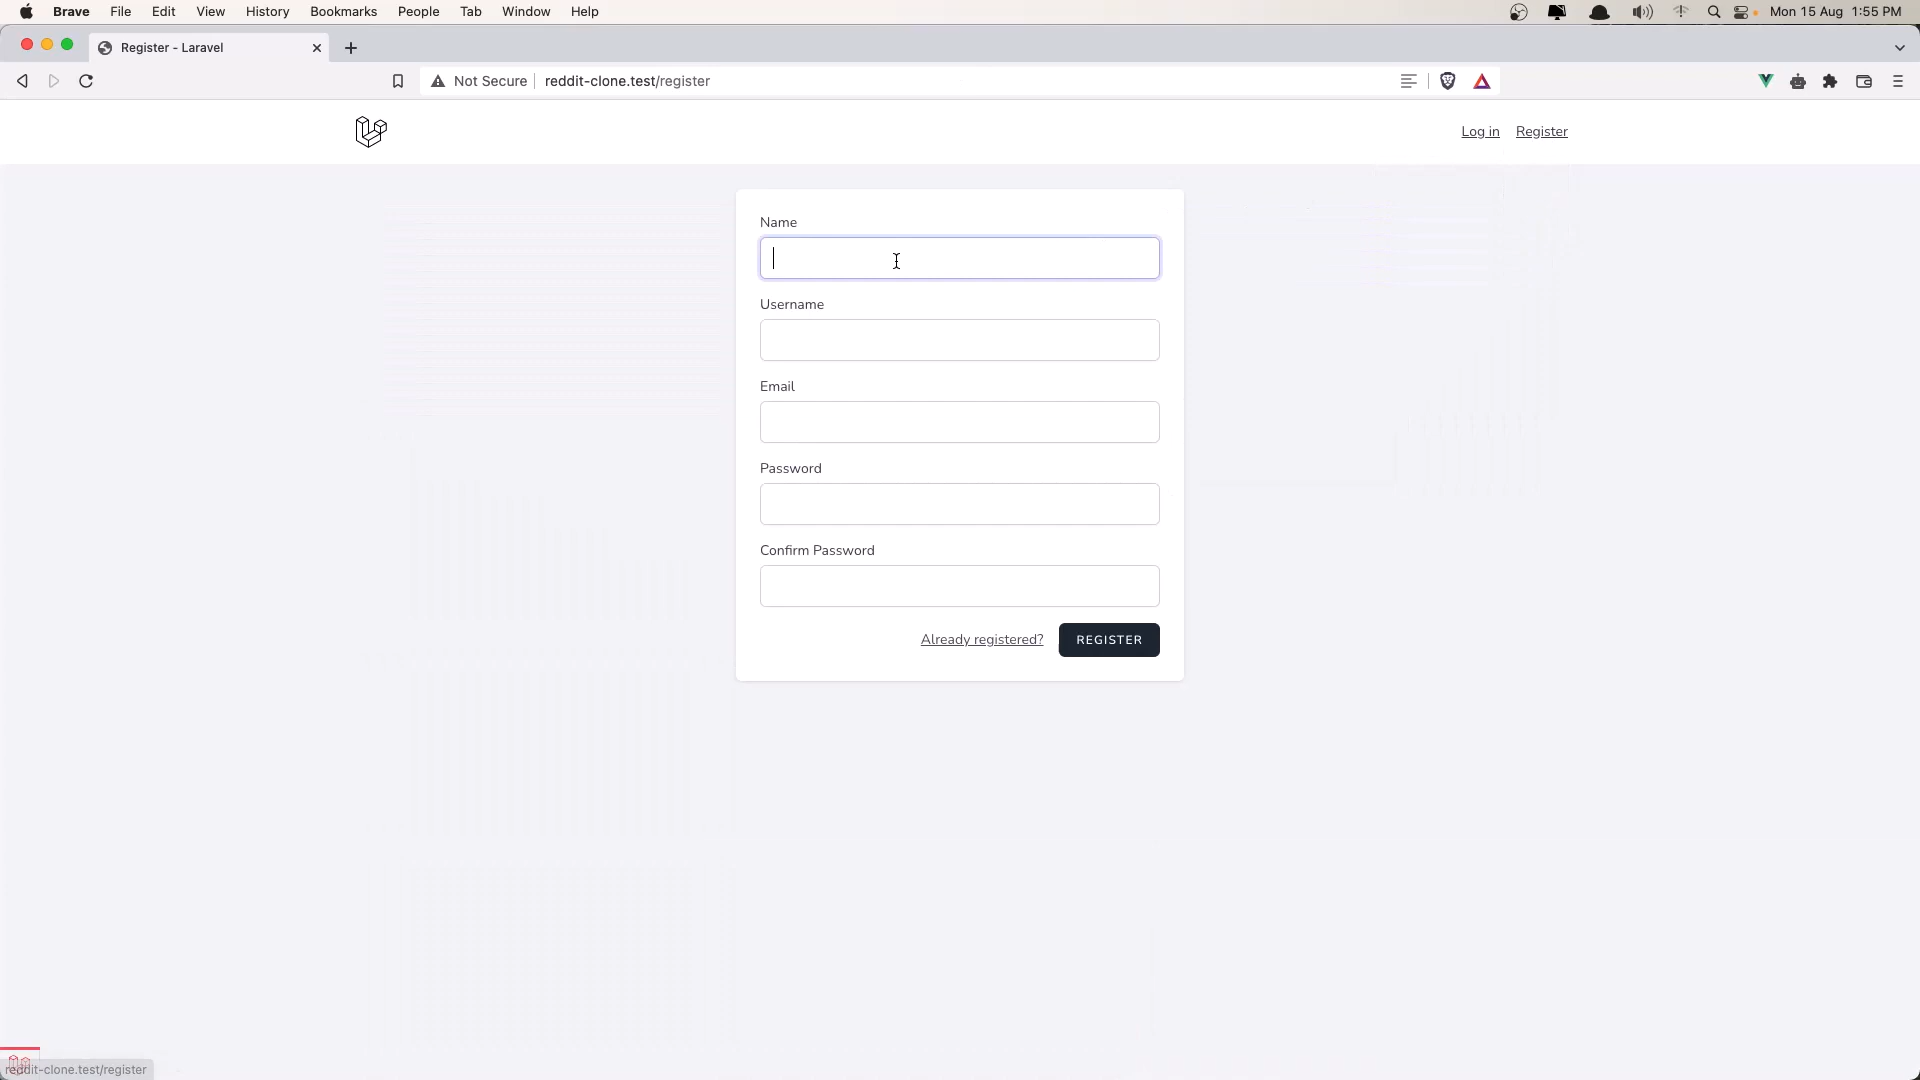 Brave File Edit View History Bookmarks People Tab Window Help Mon 15 Aug 1:55 PM
Register - Laravel
Not Secure reddit-clone.test/register
Log in Register
Name
Username
Email
Password
Confirm Password
Already registered? REGISTER
reddit-clone.test/register